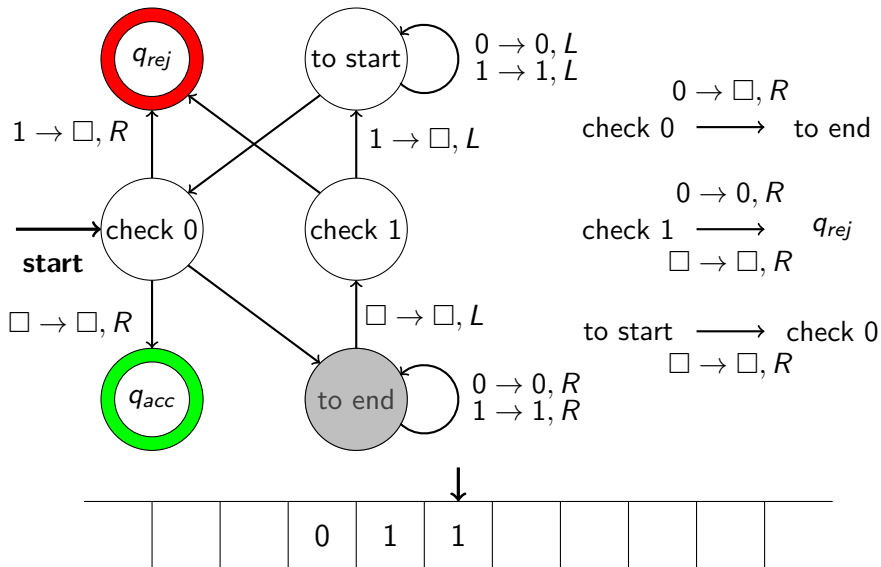 q_rej
to start
0 → 0, L
1 → 1, L
0 → □, R
check 0
to end
1 → □, R
1 → □, L
0 → 0, R
check 1
q_rej
□ → □, R
start
check 0
check 1
□ → □, R
□ → □, L
to start
check 0
□ → □, R
q_acc
to end
0 → 0, R
1 → 1, R
0 1 1